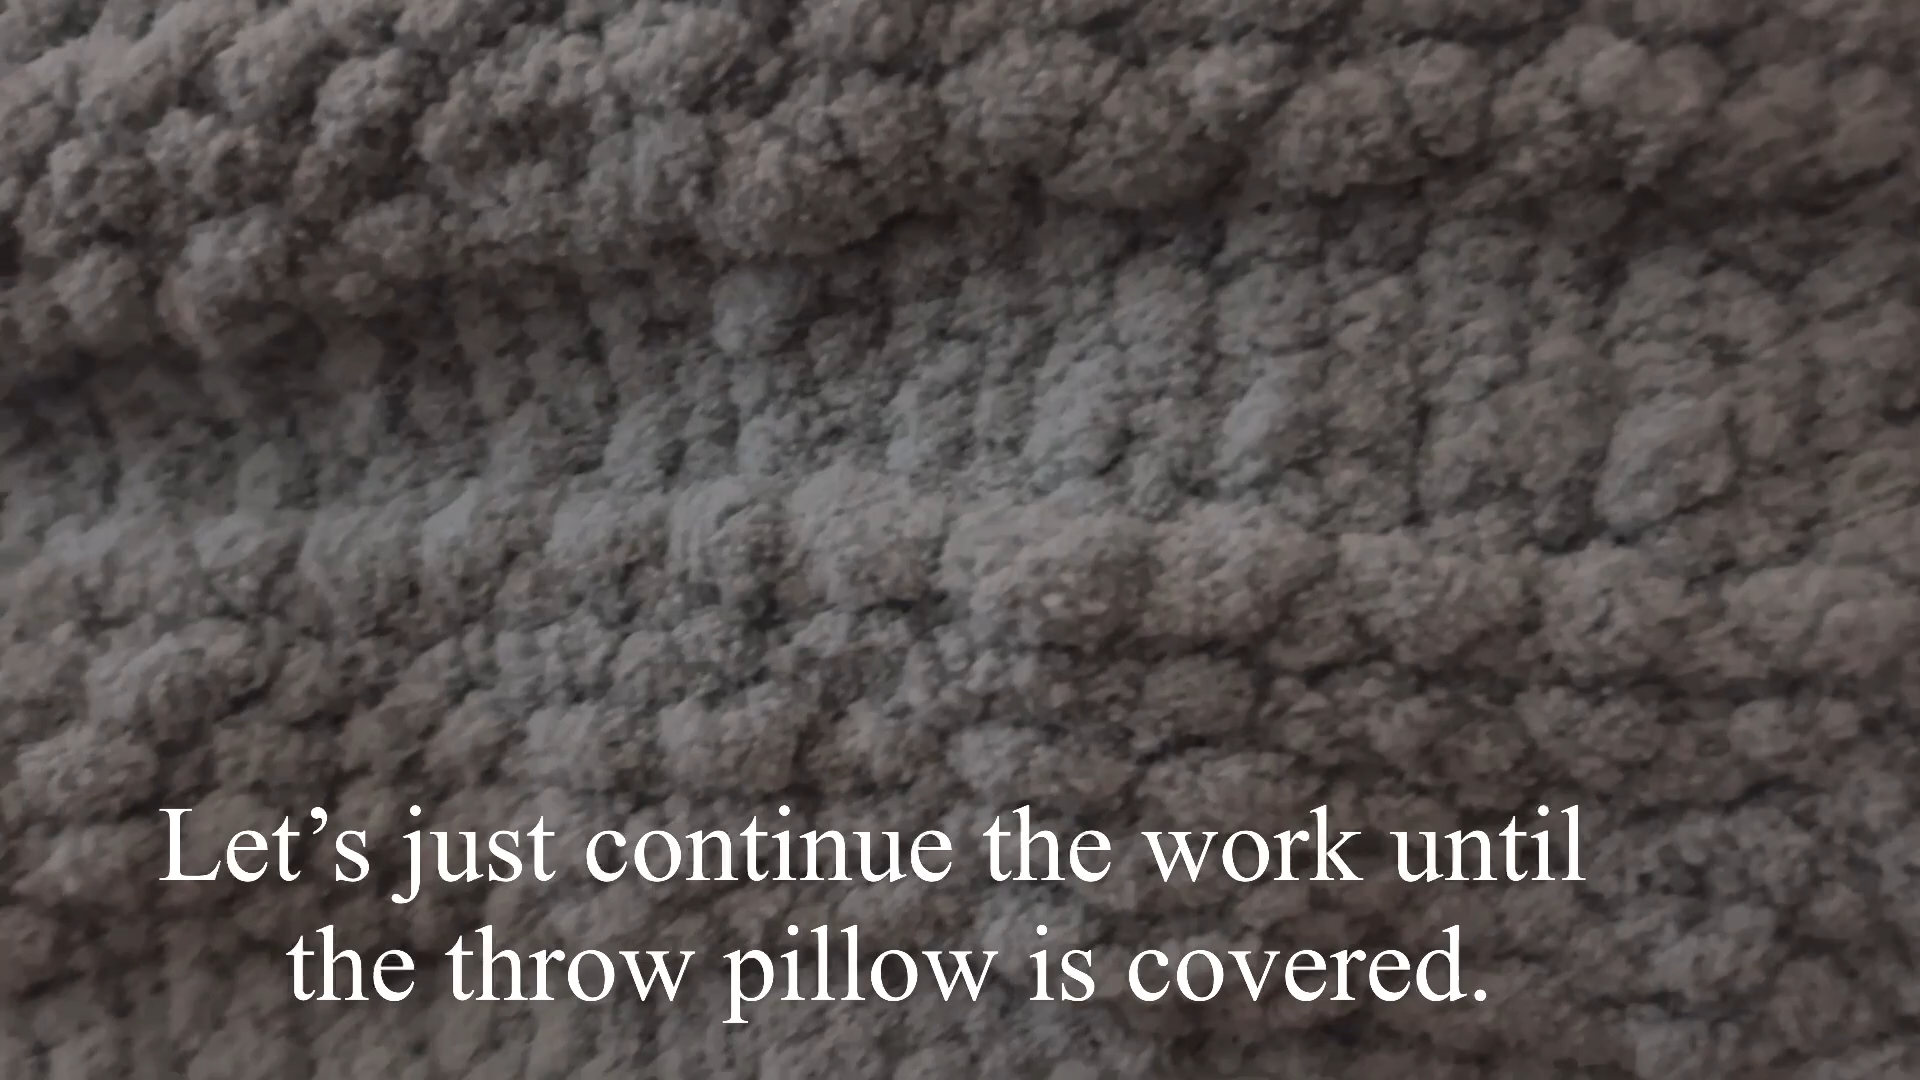 Let’s just continue the work until
the throw pillow is covered.